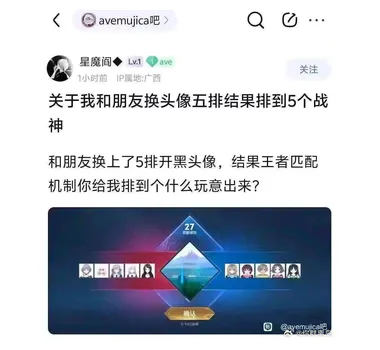 avemujica吧
星魔阎◆ Lv.1 ave
1小时前 IP属地:广西
关注
关于我和朋友换头像五排结果排到5个战
神
和朋友换上了5排开黑头像，结果王者匹配
机制你给我排到个什么玩意出来？
27
确认
@avemujica吧